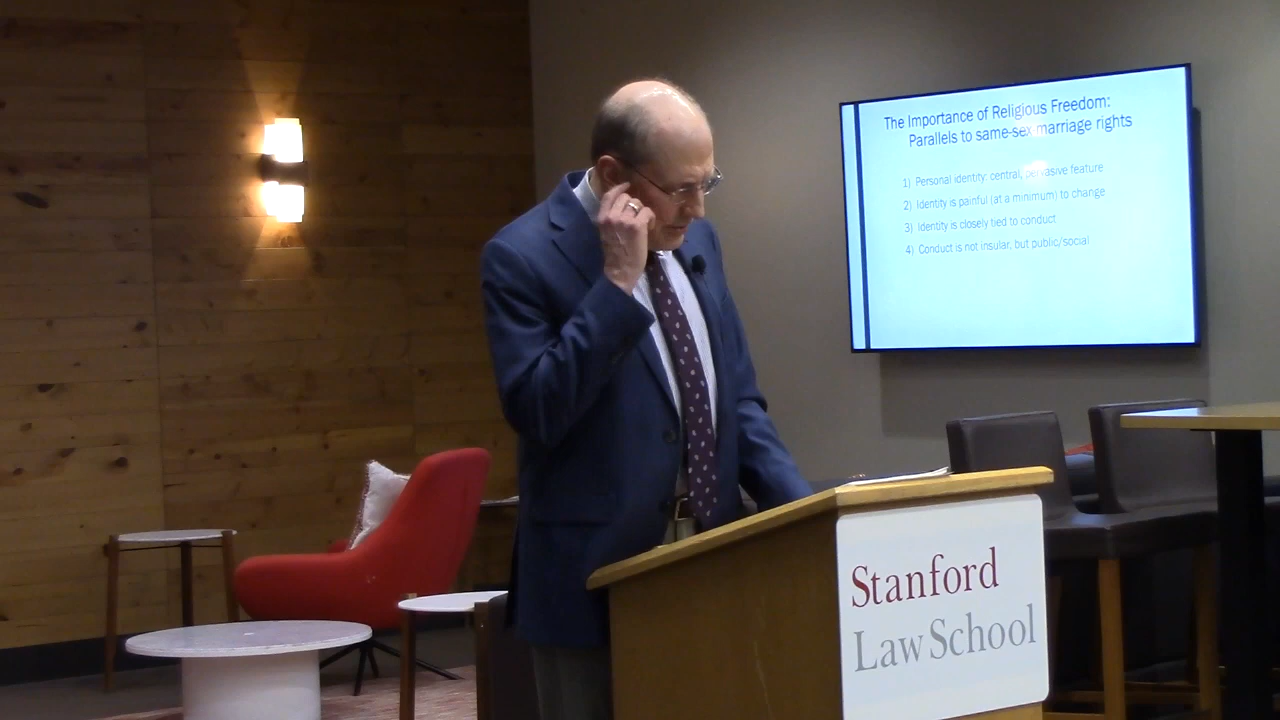 The Importance of Religious Freedom:
Parallels to same-sex marriage rights
1) Personal identity: central, pervasive feature
2) Identity is painful (at a minimum) to change
3) Identity is closely tied to conduct
4) Conduct is not insular, but public/social
Stanford
Law School